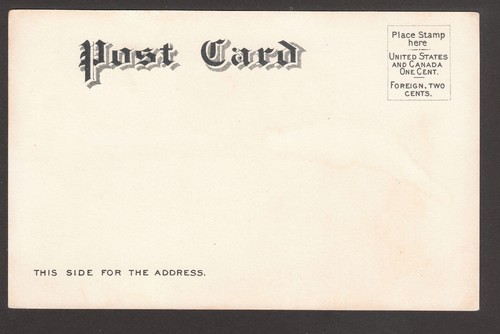 Post Card
Place Stamp
here
UNITED STATES
AND CANADA
ONE CENT.
FOREIGN, TWO
CENTS.
THIS SIDE FOR THE ADDRESS.